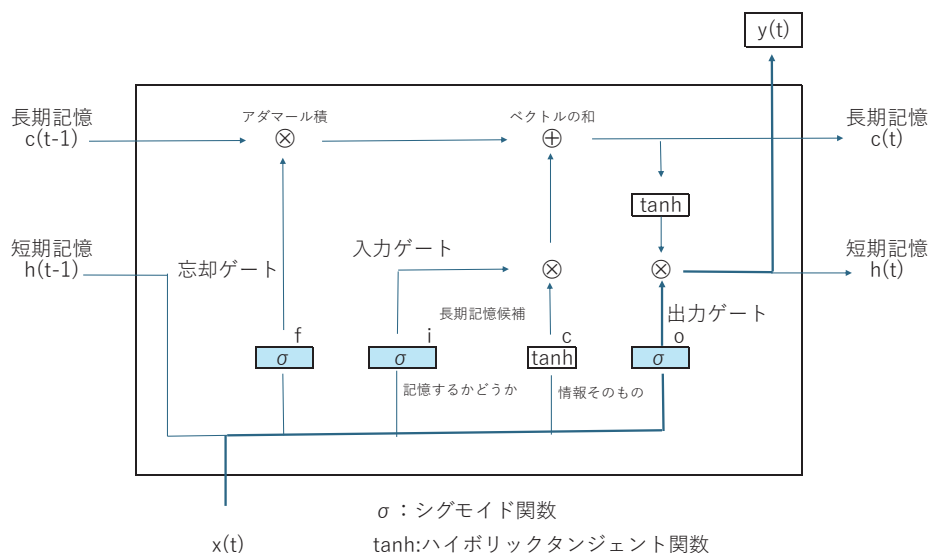 y(t)
長期記憶
c(t-1)
アダマール積
⊗
ベクトルの和
⊕
長期記憶
c(t)
tanh
短期記憶
h(t-1)
忘却ゲート
入力ゲート
⊗
⊗
短期記憶
h(t)
長期記憶候補
出力ゲート
f
i
c
o
σ
σ
tanh
σ
記憶するかどうか
情報そのもの
σ：シグモイド関数
x(t)
tanh:ハイボリックタンジェント関数